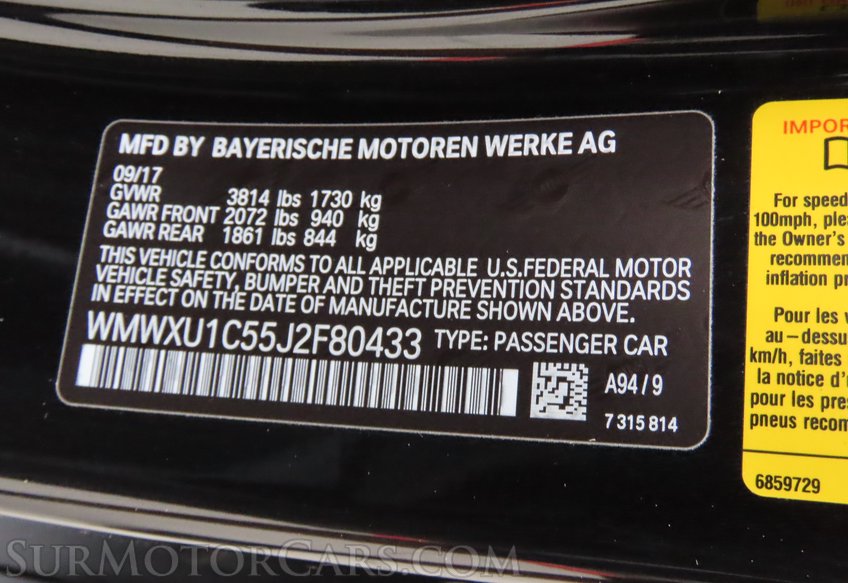 MFD BY BAYERISCHE MOTOREN WERKE AG
09/17
GVWR 3814 lbs 1730 kg
GAWR FRONT 2072 lbs 940 kg
GAWR REAR 1861 lbs 844 kg
THIS VEHICLE CONFORMS TO ALL APPLICABLE U.S.FEDERAL MOTOR
VEHICLE SAFETY, BUMPER AND THEFT PREVENTION STANDARDS
IN EFFECT ON THE DATE OF MANUFACTURE SHOWN ABOVE.
WMWXU1C55J2F80433 TYPE: PASSENGER CAR
A94/9
7 315 814
IMPOR
For speed
100mph, ple
the Owner's
recommen
inflation pr
Pour les v
au-dessu
km/h, faites
la notice d'
pour les pre
pneus recom
6859729
SurMotorCars.com